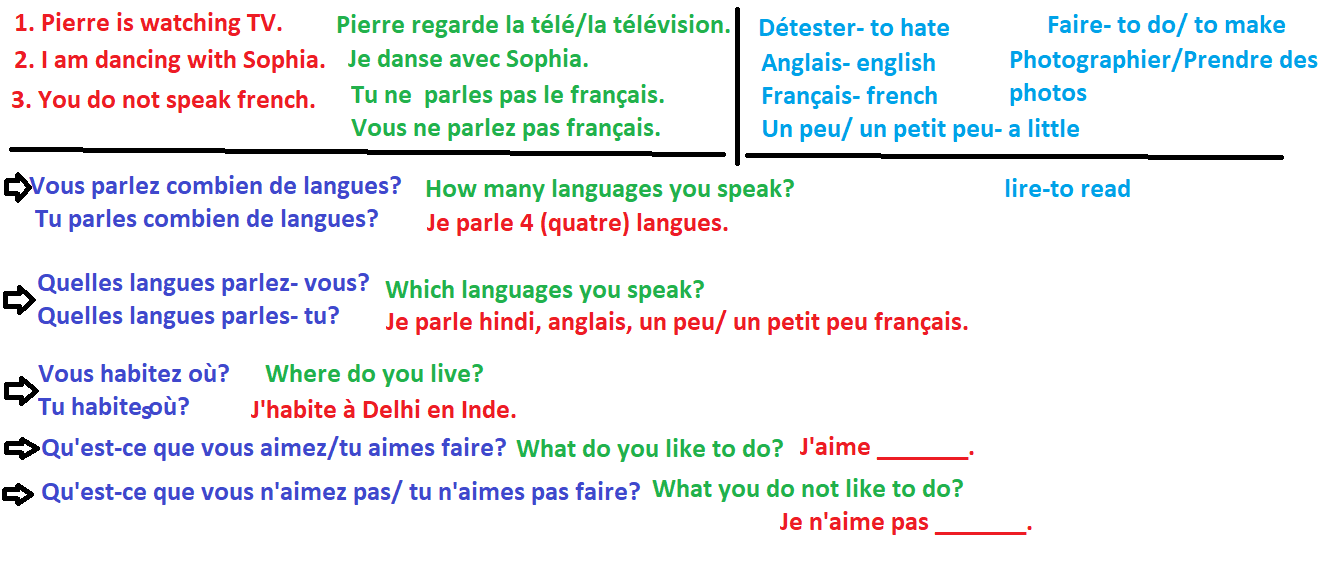 1. Pierre is watching TV.
Pierre regarde la télé/la télévision.
2. I am dancing with Sophia.
Je danse avec Sophia.
3. You do not speak french.
Tu ne parles pas le français.
Vous ne parlez pas français.
Détester- to hate
Faire- to do/ to make
Anglais- english
Photographier/Prendre des
photos
Français- french
Un peu/ un petit peu- a little
Vous parlez combien de langues?
How many languages you speak?
lire-to read
Tu parles combien de langues?
Je parle 4 (quatre) langues.
Quelles langues parlez- vous?
Which languages you speak?
Quelles langues parles- tu?
Je parle hindi, anglais, un peu/ un petit peu français.
Vous habitez où?
Where do you live?
Tu habites où?
J'habite à Delhi en Inde.
Qu'est-ce que vous aimez/tu aimes faire?
What do you like to do?
J'aime _______.
Qu'est-ce que vous n'aimez pas/ tu n'aimes pas faire?
What you do not like to do?
Je n'aime pas _______.